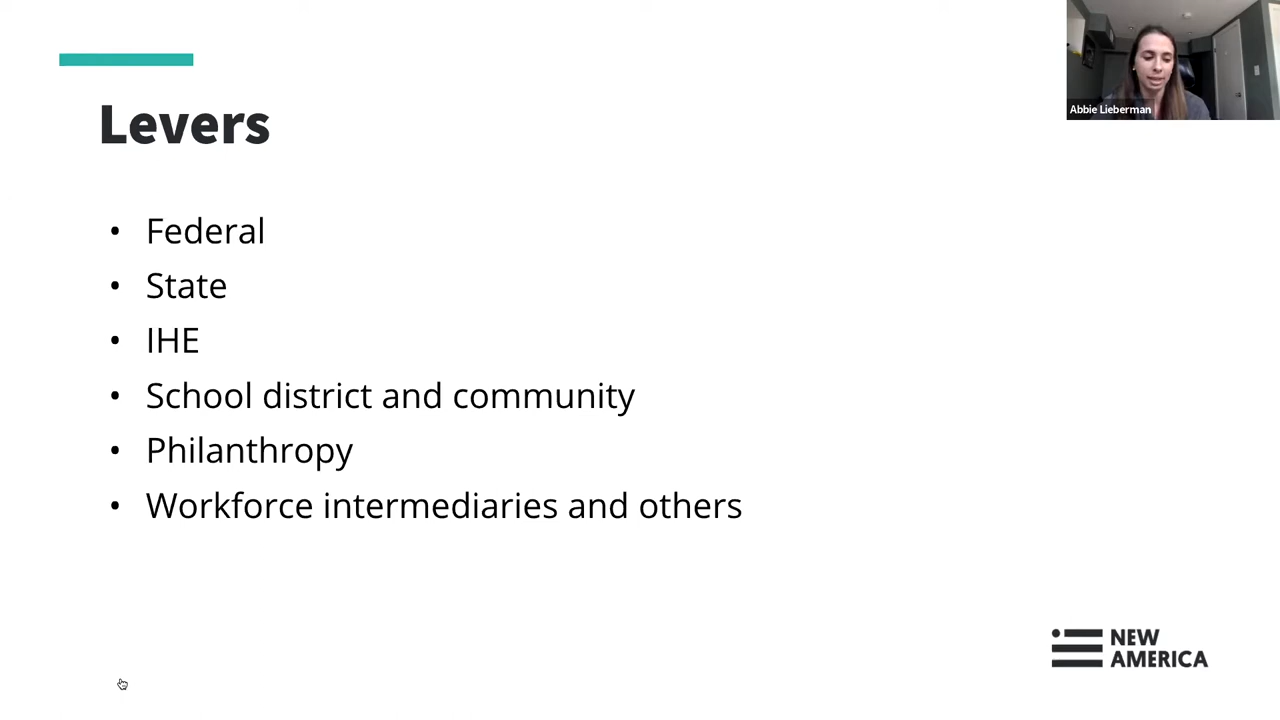 Levers
• Federal
• State
• IHE
• School district and community
• Philanthropy
• Workforce intermediaries and others
Abbie Lieberman
NEW
AMERICA